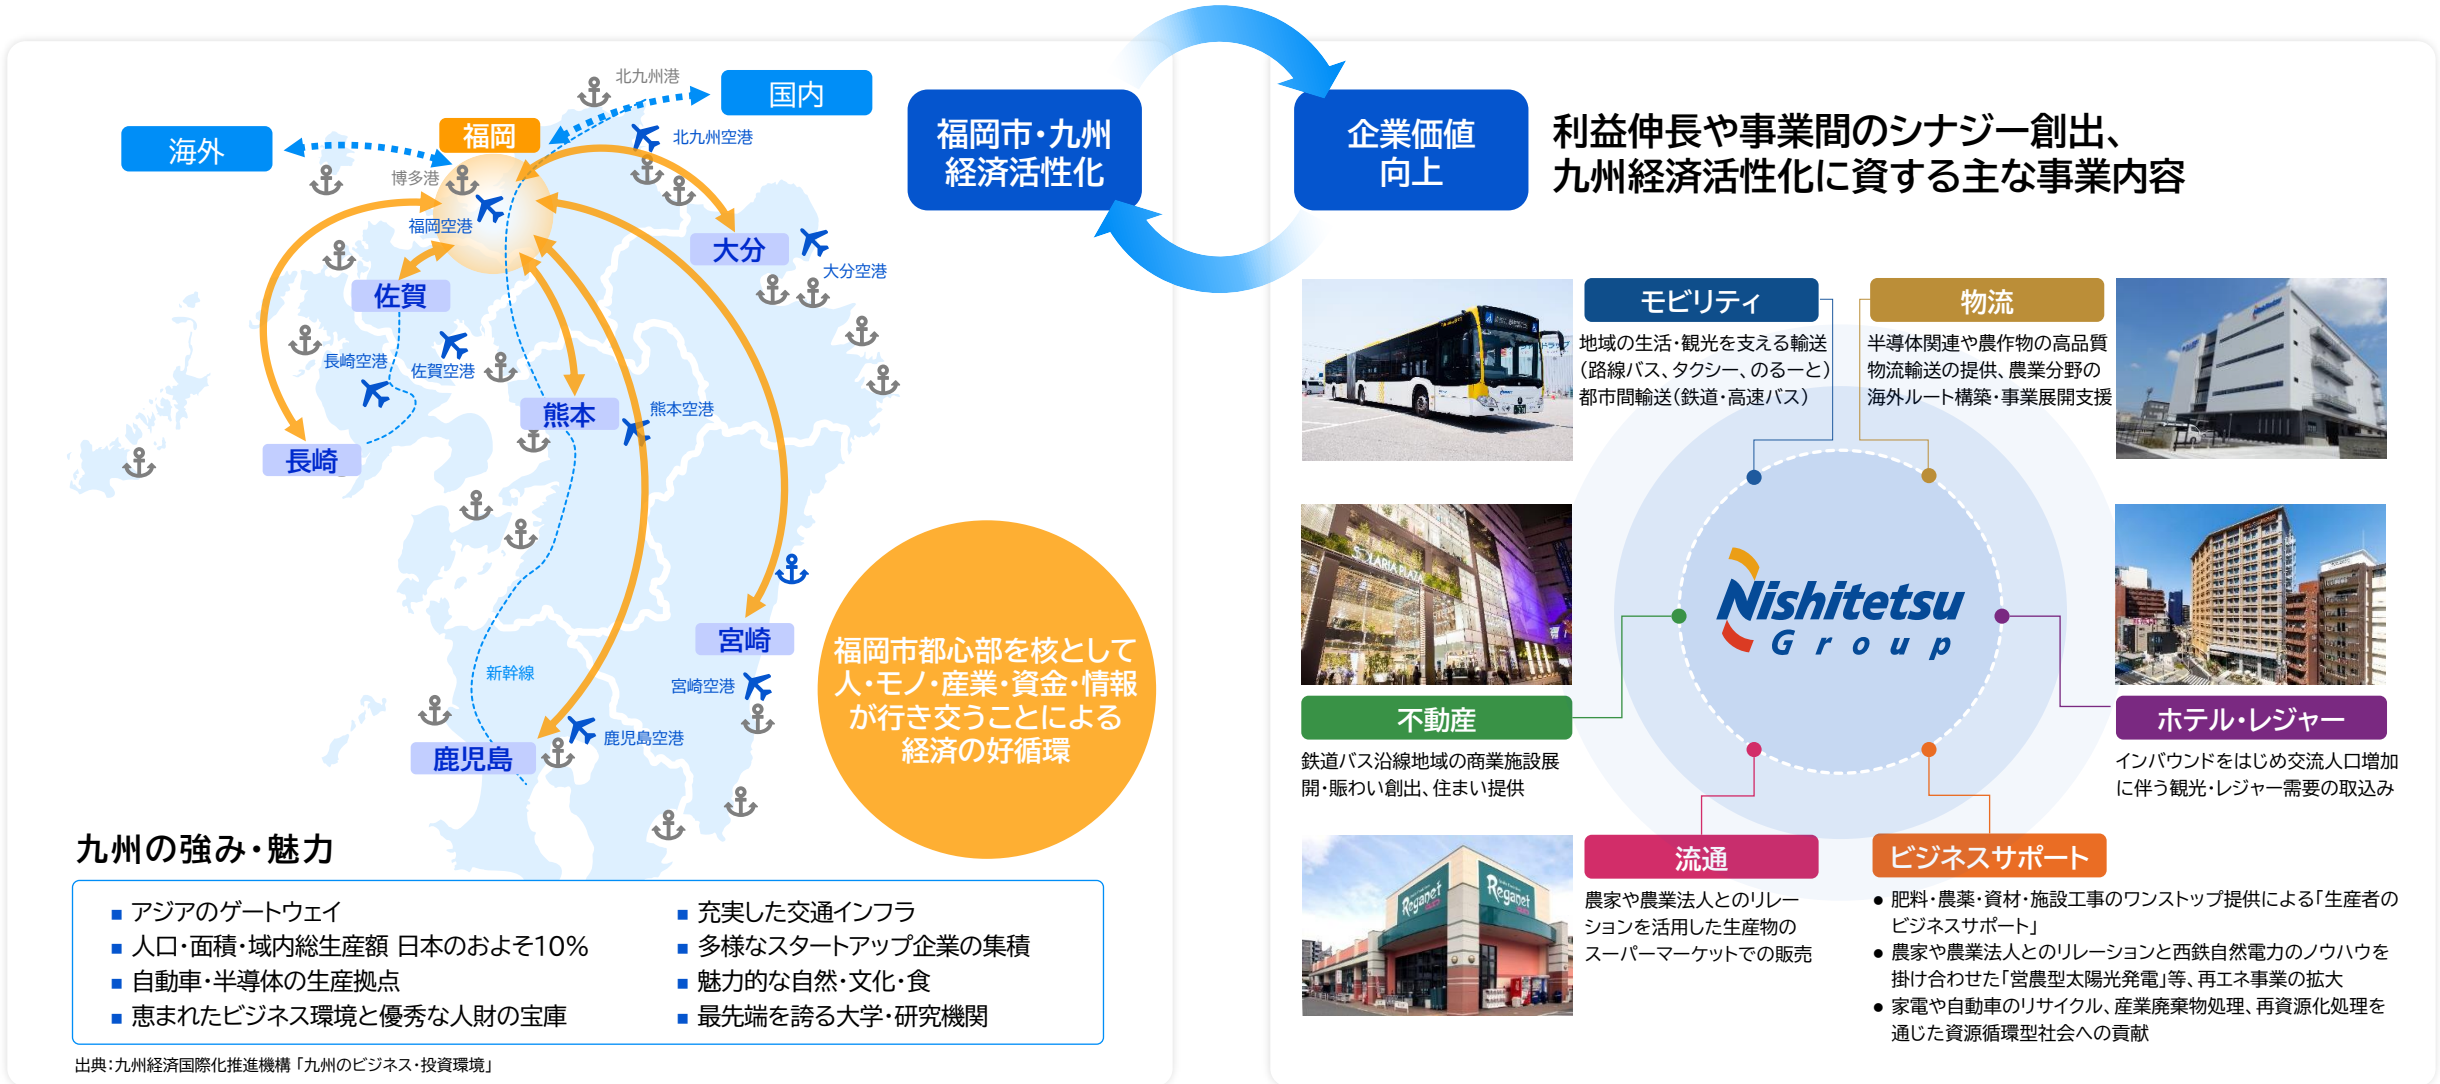 北九州港
国内
海外
福岡
北九州空港
博多港
福岡空港
大分
大分空港
佐賀
長崎空港
佐賀空港
熊本
熊本空港
長崎
宮崎
新幹線
宮崎空港
鹿児島空港
鹿児島
福岡市都心部を核として
人・モノ・産業・資金・情報
が行き交うことによる
経済の好循環
九州の強み・魅力
■ アジアのゲートウェイ
■ 人口・面積・域内総生産額 日本のおよそ10%
■ 自動車・半導体の生産拠点
■ 恵まれたビジネス環境と優秀な人財の宝庫
■ 充実した交通インフラ
■ 多様なスタートアップ企業の集積
■ 魅力的な自然・文化・食
■ 最先端を誇る大学・研究機関
出典:九州経済国際化推進機構「九州のビジネス・投資環境」
福岡市・九州
経済活性化
企業価値
向上
利益伸長や事業間のシナジー創出、
九州経済活性化に資する主な事業内容
モビリティ
地域の生活・観光を支える輸送
(路線バス、タクシー、のるーと)
都市間輸送(鉄道・高速バス)
物流
半導体関連や農作物の高品質
物流輸送の提供、農業分野の
海外ルート構築・事業展開支援
SOLARIA PLAZA
Nishitetsu
Group
不動産
鉄道バス沿線地域の商業施設展
開・賑わい創出、住まい提供
ホテル・レジャー
インバウンドをはじめ交流人口増加
に伴う観光・レジャー需要の取込み
Reganet
Reganet
流通
農家や農業法人とのリレー
ションを活用した生産物の
スーパーマーケットでの販売
ビジネスサポート
● 肥料・農薬・資材・施設工事のワンストップ提供による「生産者の
ビジネスサポート」
● 農家や農業法人とのリレーションと西鉄自然電力のノウハウを
掛け合わせた「営農型太陽光発電」等、再エネ事業の拡大
● 家電や自動車のリサイクル、産業廃棄物処理、再資源化処理を
通じた資源循環型社会への貢献